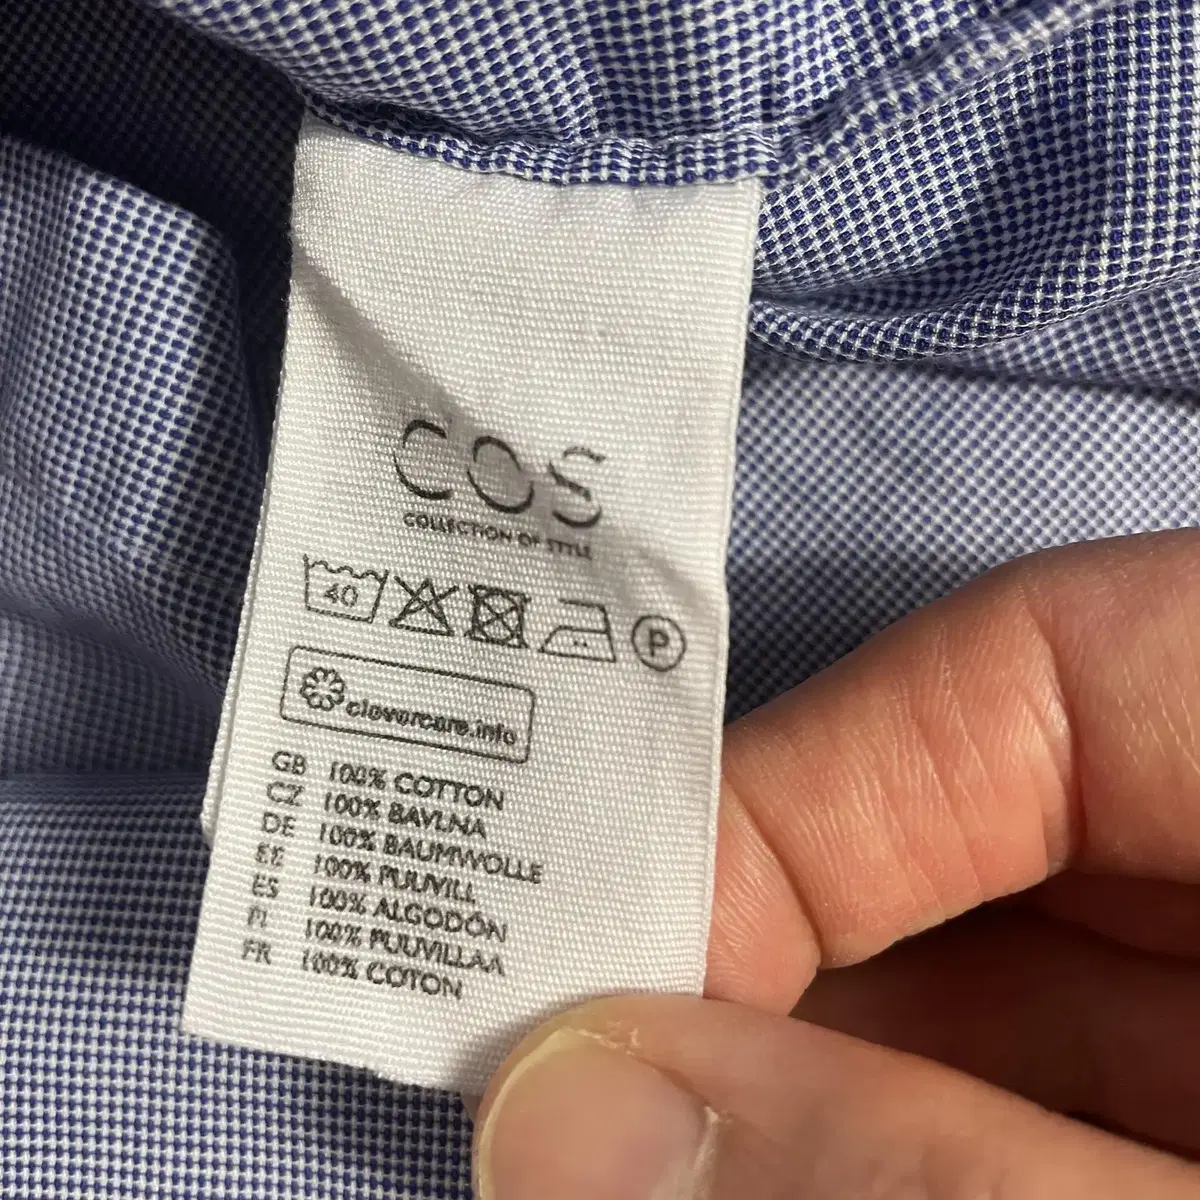 COS
COLLECTION OF STYLE
40 P
clevercare.info
GB 100% COTTON
CZ 100% BAVLNA
DE 100% BAUMWOLLE
EE 100% PUUVILL
ES 100% ALGODÓN
FI 100% PUUVILLAA
FR 100% COTON